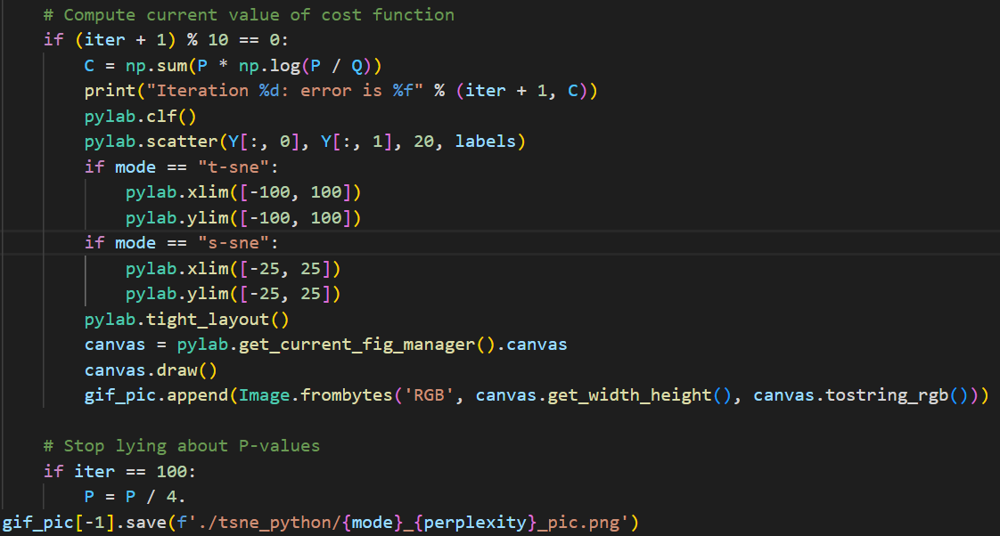 # Compute current value of cost function
if (iter + 1) % 10 == 0:
    C = np.sum(P * np.log(P / Q))
    print("Iteration %d: error is %f" % (iter + 1, C))
    pylab.clf()
    pylab.scatter(Y[:, 0], Y[:, 1], 20, labels)
    if mode == "t-sne":
        pylab.xlim([-100, 100])
        pylab.ylim([-100, 100])
    if mode == "s-sne":
        pylab.xlim([-25, 25])
        pylab.ylim([-25, 25])
    pylab.tight_layout()
    canvas = pylab.get_current_fig_manager().canvas
    canvas.draw()
    gif_pic.append(Image.frombytes('RGB', canvas.get_width_height(), canvas.tostring_rgb()))
# Stop lying about P-values
if iter == 100:
    P = P / 4.
gif_pic[-1].save(f'./tsne_python/{mode}_{perplexity}_pic.png')